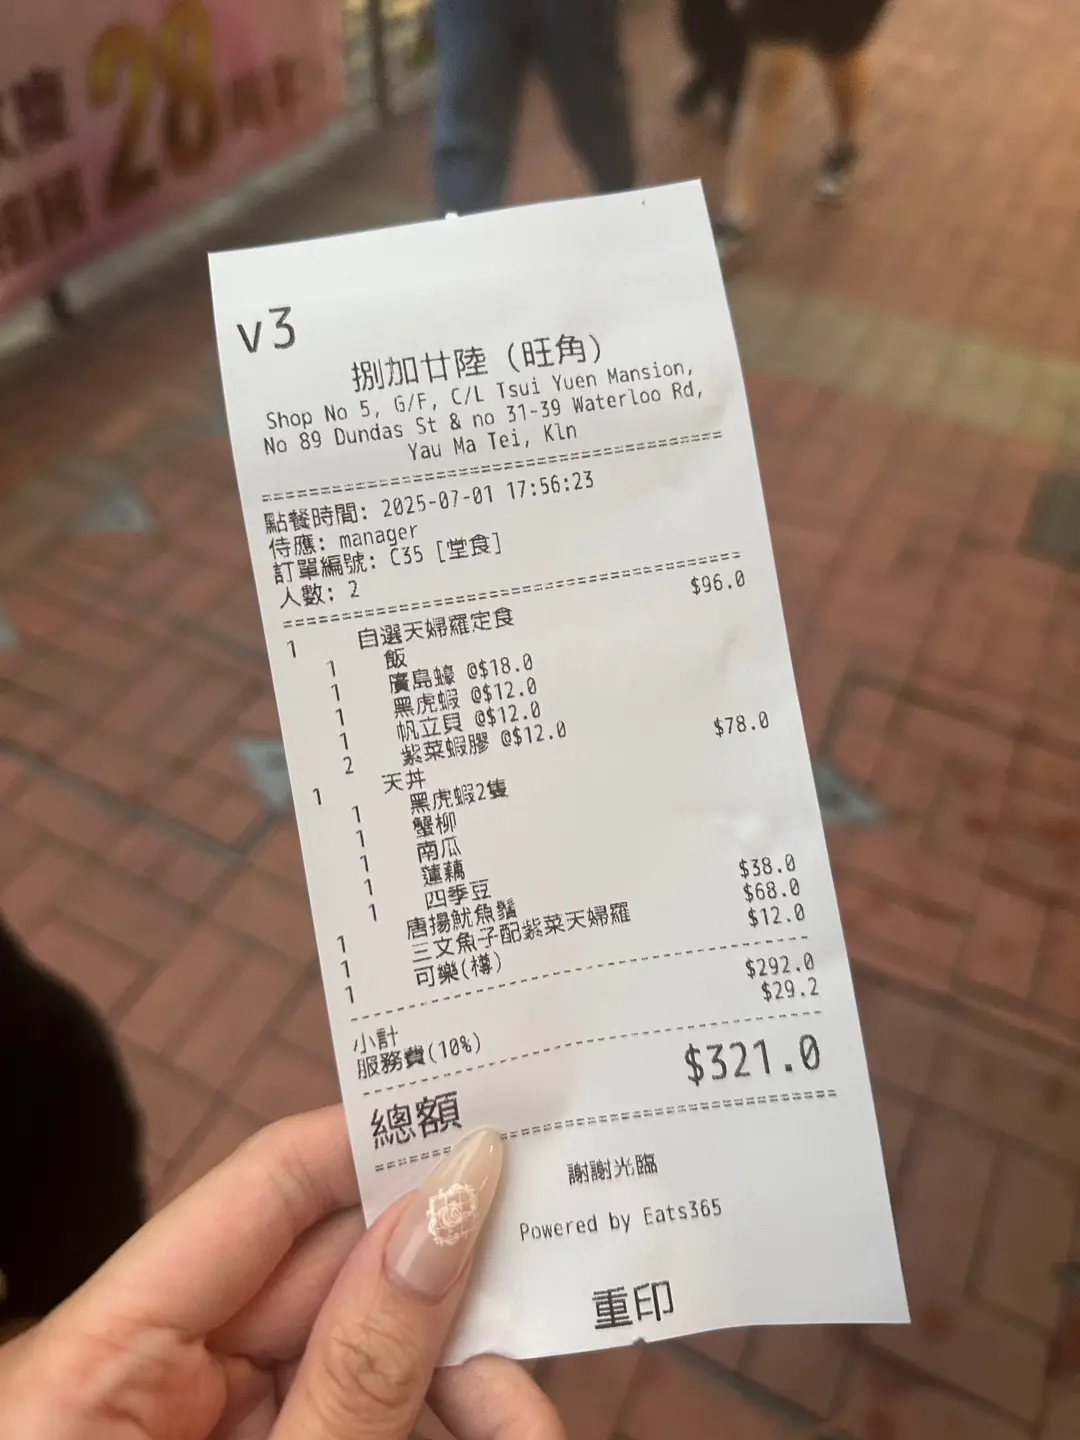 28
v3
捌加廿陸 (旺角)
Shop No 5, G/F, C/L Tsui Yuen Mansion,
No 89 Dundas St & no 31-39 Waterloo Rd,
Yau Ma Tei, Kln
點餐時間: 2025-07-01 17:56:23
侍應: manager
訂單編號: C35 [堂食]
人數: 2
1 自選天婦羅定食 $96.0
1 飯
1 廣島蠔 @$18.0
1 黑虎蝦 @$12.0
1 帆立貝 @$12.0
2 紫菜蝦膠 @$12.0
1 天丼 $78.0
1 黑虎蝦2隻
1 蟹柳
1 南瓜
1 蓮藕
1 四季豆
1 唐揚魷魚鬚 $38.0
1 三文魚子配紫菜天婦羅 $68.0
1 可樂(樽) $12.0
小計 $292.0
服務費(10%) $29.2
總額 $321.0
謝謝光臨
Powered by Eats365
重印